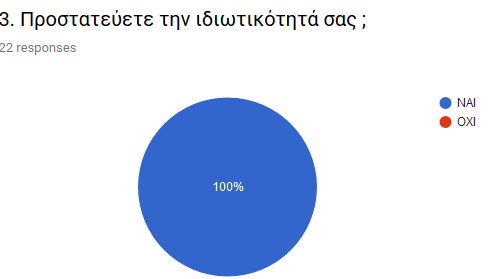 3. Προστατεύετε την ιδιωτικότητά σας ;
22 responses
ΝΑΙ
ΟΧΙ
100%